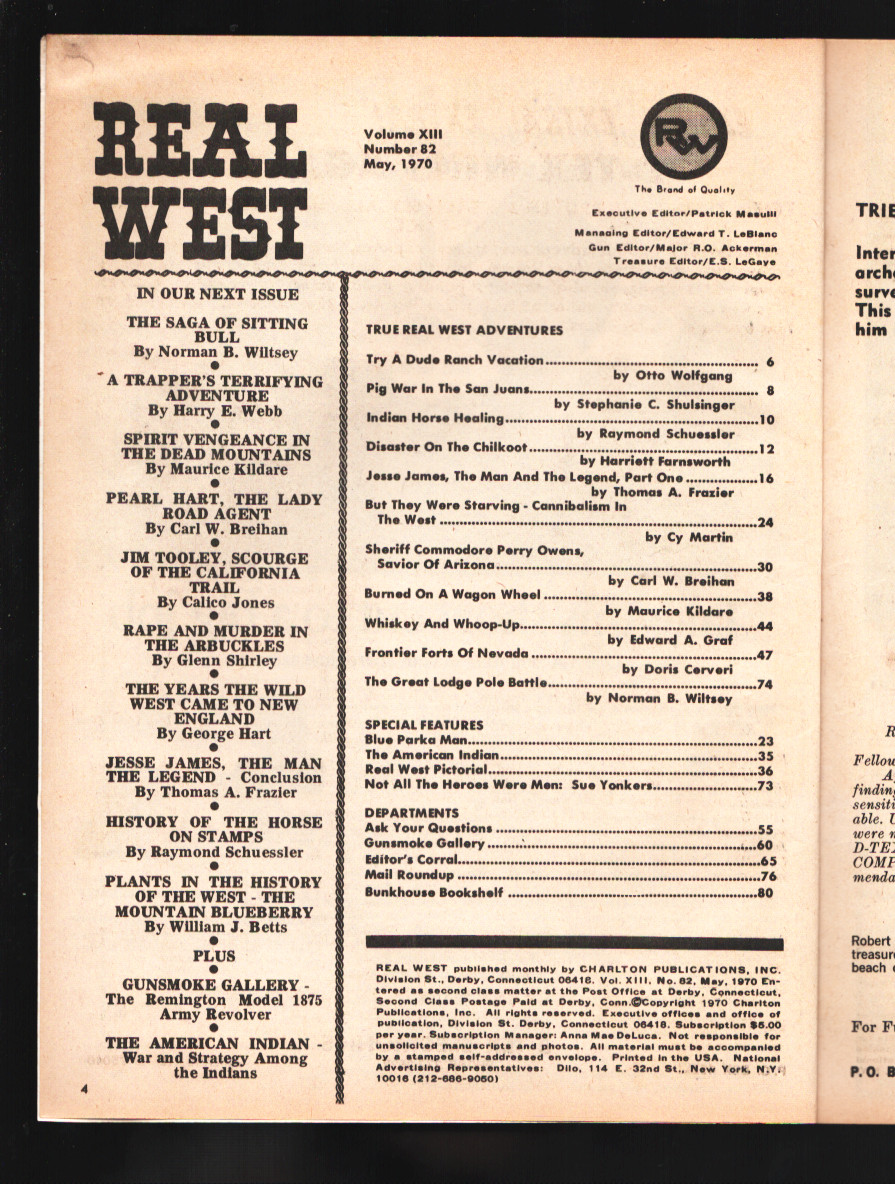 REAL
WEST
Volume XIII
Number 82
May, 1970
RW
The Brand of Quality
Executive Editor/Patrick Masulli
Managing Editor/Edward T. LeBlanc
Gun Editor/Major R.O. Ackerman
Treasure Editor/E.S. LeGaye
IN OUR NEXT ISSUE
THE SAGA OF SITTING
BULL
By Norman B. Wiltsey
A TRAPPER'S TERRIFYING
ADVENTURE
By Harry E. Webb
SPIRIT VENGEANCE IN
THE DEAD MOUNTAINS
By Maurice Kildare
PEARL HART, THE LADY
ROAD AGENT
By Carl W. Breihan
JIM TOOLEY, SCOURGE
OF THE CALIFORNIA
TRAIL
By Calico Jones
RAPE AND MURDER IN
THE ARBUCKLES
By Glenn Shirley
THE YEARS THE WILD
WEST CAME TO NEW
ENGLAND
By George Hart
JESSE JAMES, THE MAN
THE LEGEND - Conclusion
By Thomas A. Frazier
HISTORY OF THE HORSE
ON STAMPS
By Raymond Schuessler
PLANTS IN THE HISTORY
OF THE WEST - THE
MOUNTAIN BLUEBERRY
By William J. Betts
PLUS
GUNSMOKE GALLERY -
The Remington Model 1875
Army Revolver
THE AMERICAN INDIAN -
War and Strategy Among
the Indians
4
TRUE REAL WEST ADVENTURES
Try A Dude Ranch Vacation 6
by Otto Wolfgang
Pig War In The San Juans 8
by Stephanie C. Shulsinger
Indian Horse Healing 10
by Raymond Schuessler
Disaster On The Chilkoot 12
by Harriett Farnsworth
Jesse James, The Man And The Legend, Part One 16
by Thomas A. Frazier
But They Were Starving - Cannibalism In
The West 24
by Cy Martin
Sheriff Commodore Perry Owens,
Savior Of Arizona 30
by Carl W. Breihan
Burned On A Wagon Wheel 38
by Maurice Kildare
Whiskey And Whoop-Up 44
by Edward A. Graf
Frontier Forts Of Nevada 47
by Doris Cerveri
The Great Lodge Pole Battle 74
by Norman B. Wiltsey
SPECIAL FEATURES
Blue Parka Man 23
The American Indian 35
Real West Pictorial 36
Not All The Heroes Were Men: Sue Yonkers 73
DEPARTMENTS
Ask Your Questions 55
Gunsmoke Gallery 60
Editor's Corral 65
Mail Roundup 76
Bunkhouse Bookshelf 80
REAL WEST published monthly by CHARLTON PUBLICATIONS, INC.
Division St., Derby, Connecticut 06418. Vol. XIII, No. 82, May, 1970 En-
tered as second class matter at the Post Office at Derby, Connecticut,
Second Class Postage Paid at Derby, Conn.©Copyright 1970 Charlton
Publications, Inc. All rights reserved. Executive offices and office of
publication, Division St. Derby, Connecticut 06418. Subscription $5.00
per year. Subscription Manager: Anna Mae DeLuca. Not responsible for
unsolicited manuscripts and photos. All material must be accompanied
by a stamped self-addressed envelope. Printed in the USA. National
Advertising Representatives: Dilo, 114 E. 32nd St., New York, N.Y.
10016 (212-686-9050)
TRIE
Inter
arch
surve
This
him
R
Fellou
A
findin
sensiti
able. U
were n
D-TE
COMP
menda
Robert
treasur
beach
For F
P. O. B